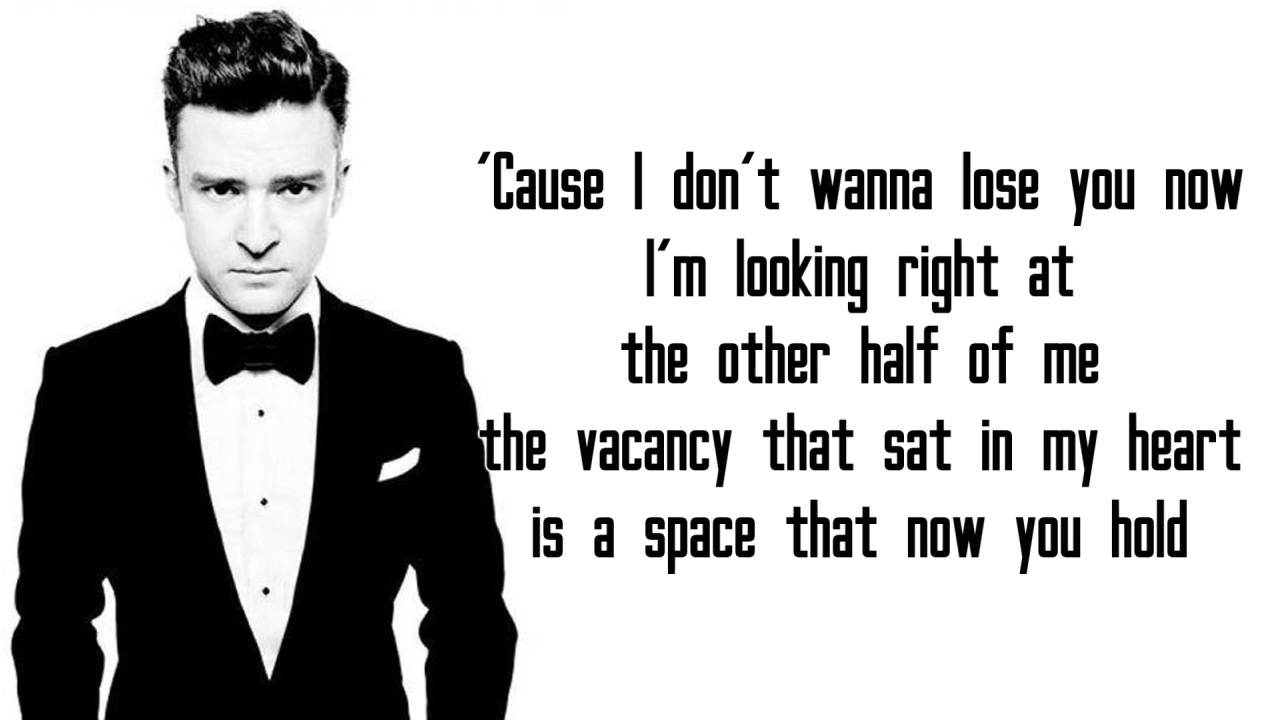 'Cause I don't wanna lose you now
I'm looking right at
the other half of me
the vacancy that sat in my heart
is a space that now you hold